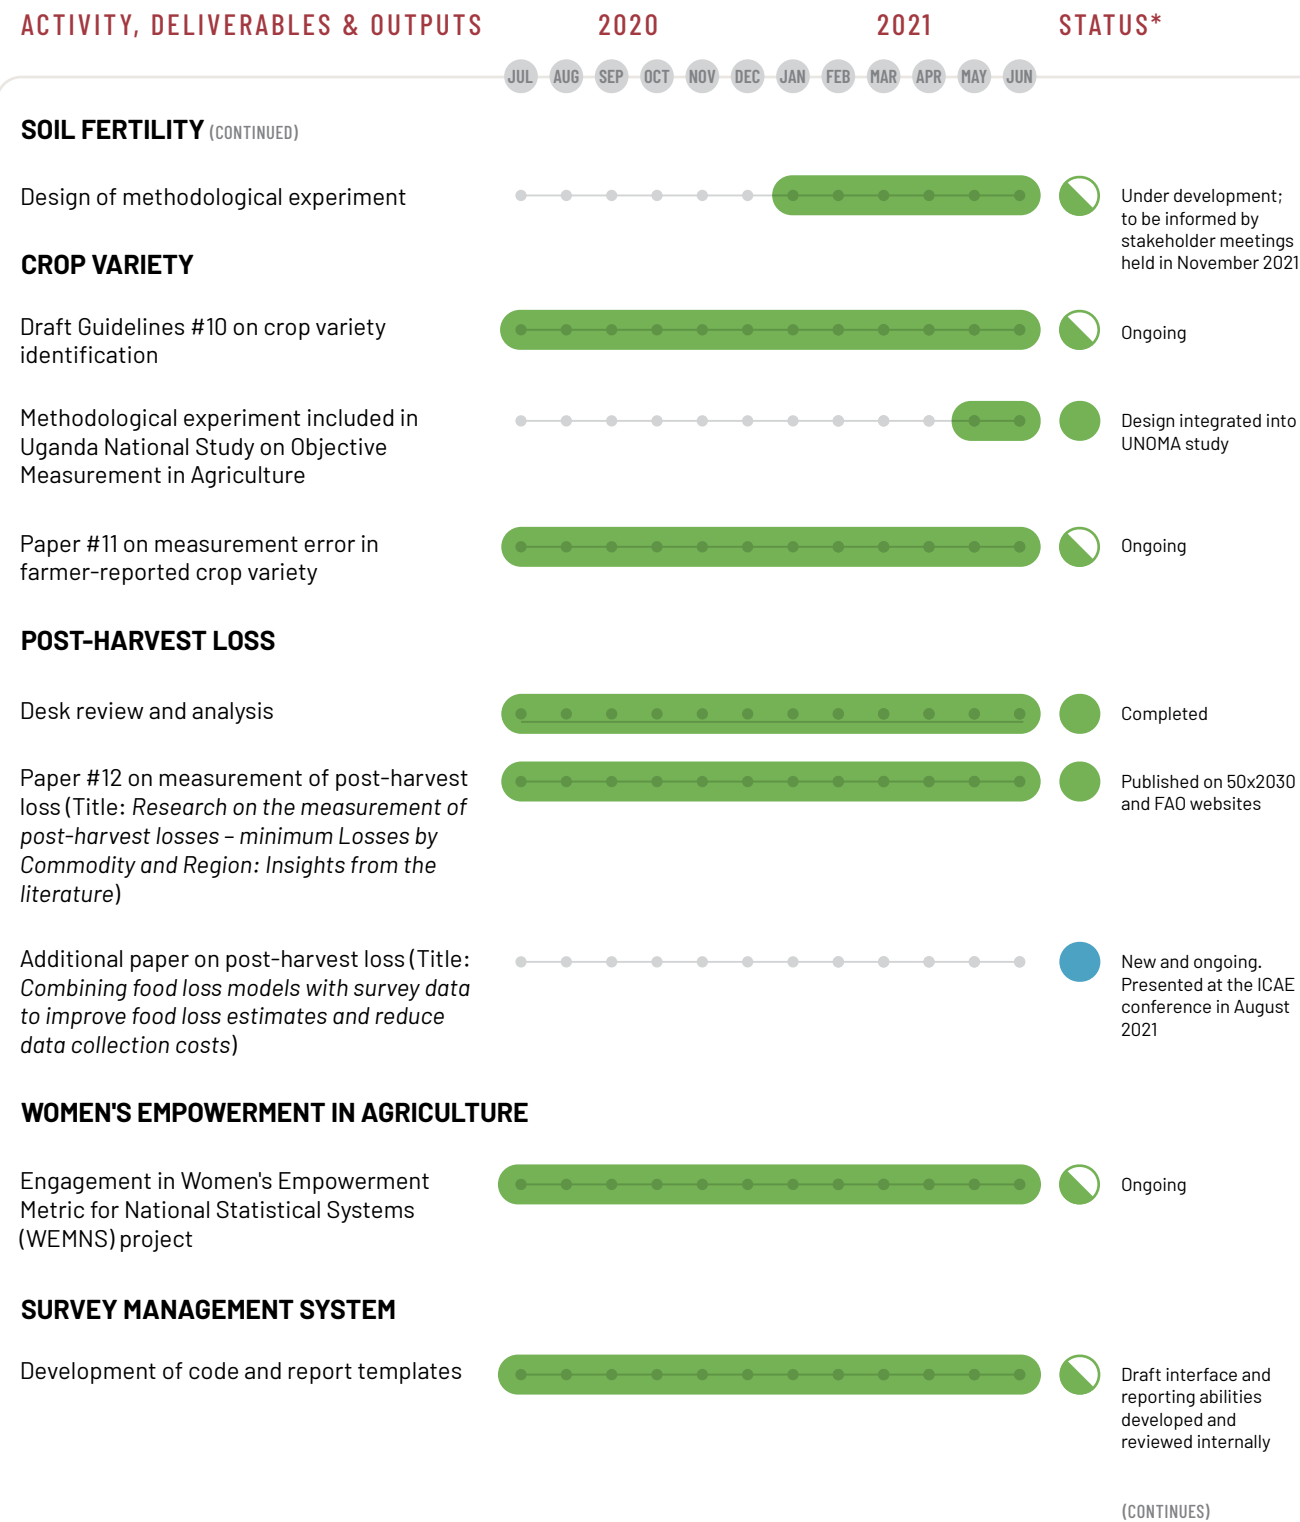 ACTIVITY, DELIVERABLES & OUTPUTS 2020 2021 STATUS*
JUL AUG SEP OCT NOV DEC JAN FEB MAR APR MAY JUN
SOIL FERTILITY (CONTINUED)
Design of methodological experiment
Under development;
to be informed by
stakeholder meetings
held in November 2021
CROP VARIETY
Draft Guidelines #10 on crop variety
identification
Ongoing
Methodological experiment included in
Uganda National Study on Objective
Measurement in Agriculture
Design integrated into
UNOMA study
Paper #11 on measurement error in
farmer-reported crop variety
Ongoing
POST-HARVEST LOSS
Desk review and analysis
Completed
Paper #12 on measurement of post-harvest
loss (Title: Research on the measurement of
post-harvest losses – minimum Losses by
Commodity and Region: Insights from the
literature)
Published on 50x2030
and FAO websites
Additional paper on post-harvest loss (Title:
Combining food loss models with survey data
to improve food loss estimates and reduce
data collection costs)
New and ongoing.
Presented at the ICAE
conference in August
2021
WOMEN'S EMPOWERMENT IN AGRICULTURE
Engagement in Women's Empowerment
Metric for National Statistical Systems
(WEMNS) project
Ongoing
SURVEY MANAGEMENT SYSTEM
Development of code and report templates
Draft interface and
reporting abilities
developed and
reviewed internally
(CONTINUES)